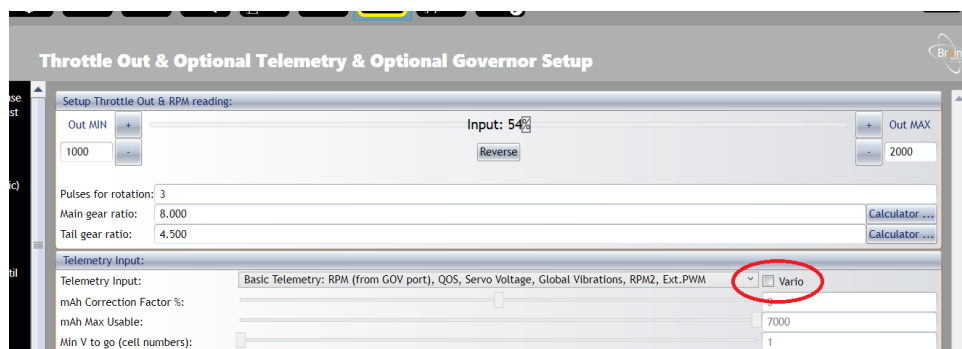 Throttle Out & Optional Telemetry & Optional Governor Setup
Setup Throttle Out & RPM reading:
Out MIN + Input: 54% + Out MAX
1000 - Reverse - 2000
Pulses for rotation: 3
Main gear ratio: 8.000 Calculator ...
Tail gear ratio: 4.500 Calculator ...
Telemetry Input:
Telemetry Input: Basic Telemetry: RPM (from GOV port), QOS, Servo Voltage, Global Vibrations, RPM2, Ext.PWM Vario
mAh Correction Factor %:
mAh Max Usable: 7000
Min V to go (cell numbers): 1